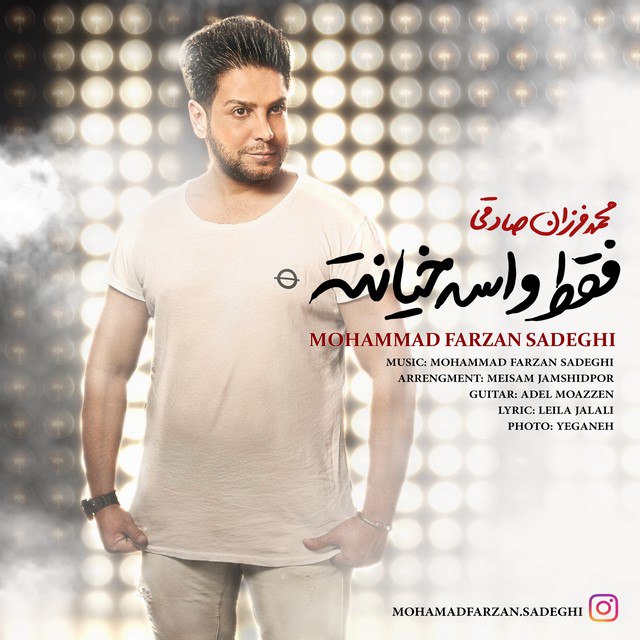 محمد فرزان صادقی
فقط واسه خیانته
MOHAMMAD FARZAN SADEGHI
MUSIC: MOHAMMAD FARZAN SADEGHI
ARRENGMENT: MEISAM JAMSHIDPOR
GUITAR: ADEL MOAZZEN
LYRIC: LEILA JALALI
PHOTO: YEGANEH
MOHAMADFARZAN.SADEGHI